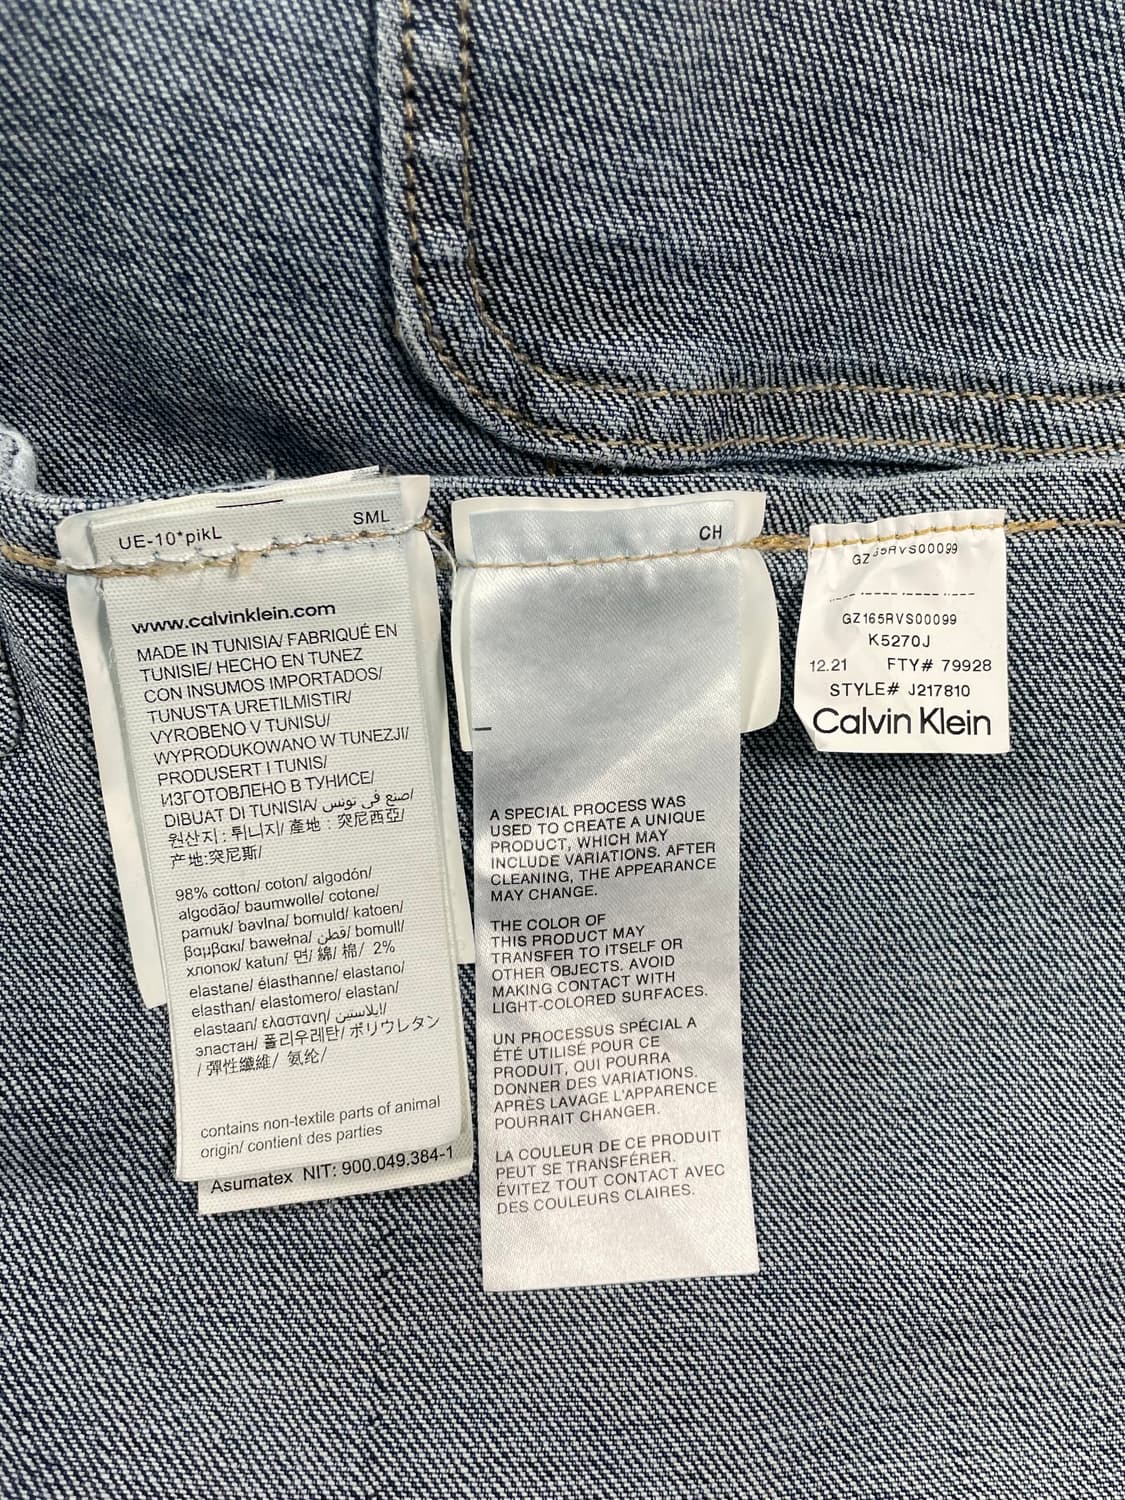 UE-10*pikL
SML
www.calvinklein.com
MADE IN TUNISIA/ FABRIQUÉ EN
TUNISIE/ HECHO EN TUNEZ
CON INSUMOS IMPORTADOS/
TUNUS'TA URETILMISTIR/
VYROBENO V TUNISU/
WYPRODUKOWANO W TUNEZJI/
PRODUSERT I TUNIS/
ИЗГОТОВЛЕНО В ТУНИСЕ/
DIBUAT DI TUNISIA/ صنع في تونس/
원산지 : 튀니지/ 產地 : 突尼西亞/
产地:突尼斯/
98% cotton/ coton/ algodón/
algodão/ baumwolle/ cotone/
pamuk/ bavlna/ bomuld/ katoen/
βαμβακι/ bawełna/ قطن/ bomull/
хлопок/ katun/ 면/ 綿/ 棉/ 2%
elastane/ élasthanne/ elastano/
elasthan/ elastomero/ elastan/
elastaani/ ελαστανη/ ايلاستين/
эластан/ 폴리우레탄/ ポリウレタン
/ 彈性纖維/ 氨纶/
contains non-textile parts of animal
origin/ contient des parties
Asumatex NIT: 900.049.384-1
CH
A SPECIAL PROCESS WAS
USED TO CREATE A UNIQUE
PRODUCT, WHICH MAY
INCLUDE VARIATIONS. AFTER
CLEANING, THE APPEARANCE
MAY CHANGE.
THE COLOR OF
THIS PRODUCT MAY
TRANSFER TO ITSELF OR
OTHER OBJECTS. AVOID
MAKING CONTACT WITH
LIGHT-COLORED SURFACES.
UN PROCESSUS SPÉCIAL A
ÉTÉ UTILISÉ POUR CE
PRODUIT, QUI POURRA
DONNER DES VARIATIONS.
APRÈS LAVAGE L'APPARENCE
POURRAIT CHANGER.
LA COULEUR DE CE PRODUIT
PEUT SE TRANSFÉRER.
ÉVITEZ TOUT CONTACT AVEC
DES COULEURS CLAIRES.
GZ165RVS00099
GZ165RVS00099
K5270J
12.21 FTY# 79928
STYLE# J217810
Calvin Klein